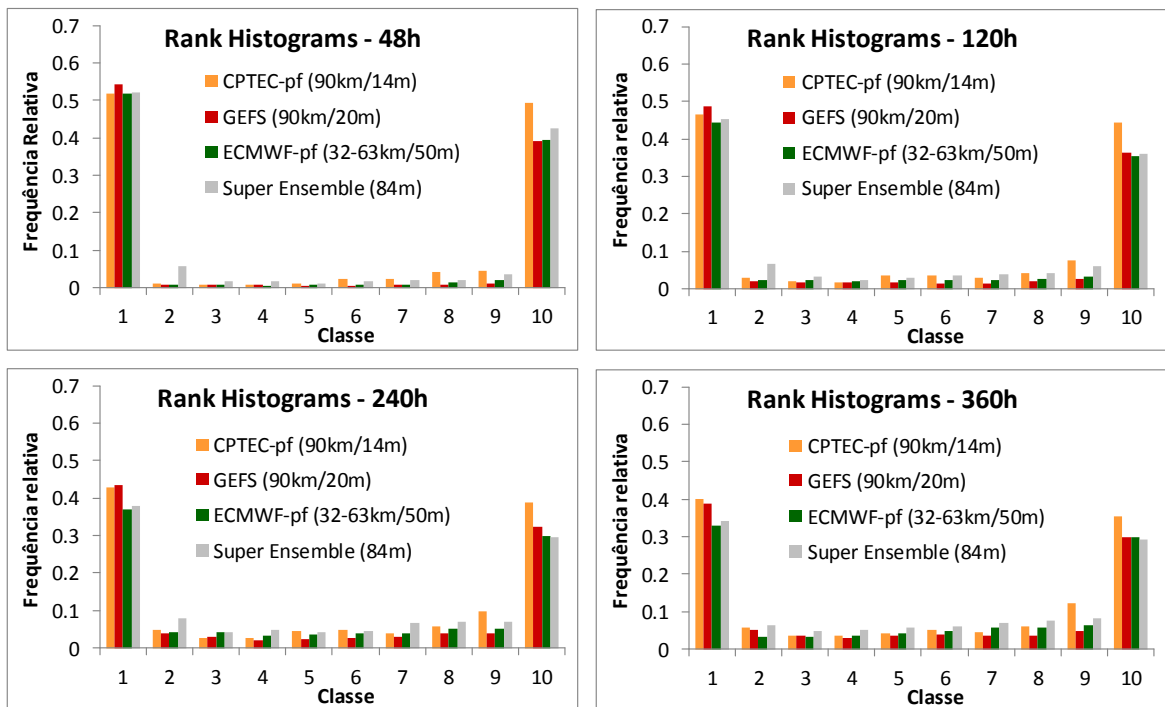 Rank Histograms - 48h
Frequência Relativa
0.7
0.6
0.5
0.4
0.3
0.2
0.1
0
CPTEC-pf (90km/14m)
GEFS (90km/20m)
ECMWF-pf (32-63km/50m)
Super Ensemble (84m)
1 2 3 4 5 6 7 8 9 10
Classe
Rank Histograms - 120h
Frequência relativa
0.7
0.6
0.5
0.4
0.3
0.2
0.1
0
CPTEC-pf (90km/14m)
GEFS (90km/20m)
ECMWF-pf (32-63km/50m)
Super Ensemble (84m)
1 2 3 4 5 6 7 8 9 10
Classe
Rank Histograms - 240h
Frequência relativa
0.7
0.6
0.5
0.4
0.3
0.2
0.1
0
CPTEC-pf (90km/14m)
GEFS (90km/20m)
ECMWF-pf (32-63km/50m)
Super Ensemble (84m)
1 2 3 4 5 6 7 8 9 10
Classe
Rank Histograms - 360h
Frequência relativa
0.7
0.6
0.5
0.4
0.3
0.2
0.1
0
CPTEC-pf (90km/14m)
GEFS (90km/20m)
ECMWF-pf (32-63km/50m)
Super Ensemble (84m)
1 2 3 4 5 6 7 8 9 10
Classe